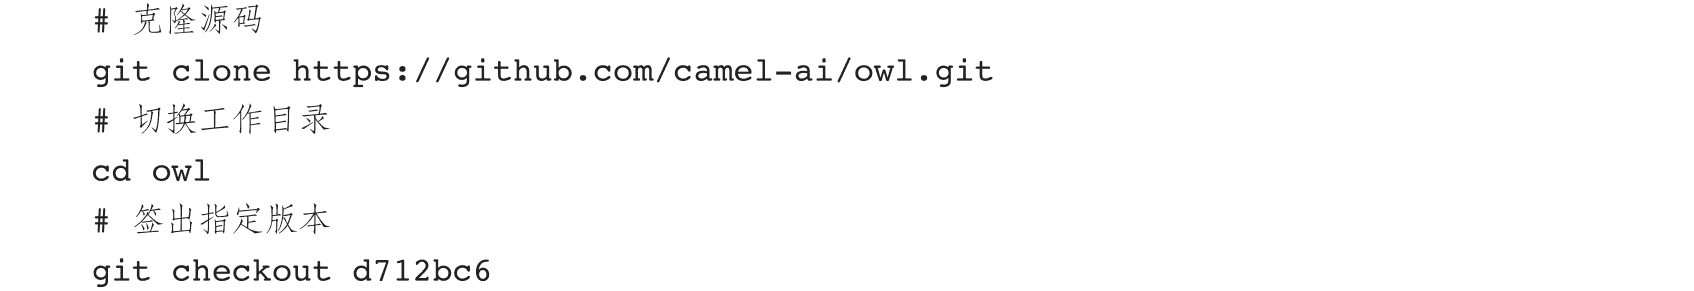 # 克隆源码
git clone https://github.com/camel-ai/owl.git
# 切换工作目录
cd owl
# 签出指定版本
git checkout d712bc6